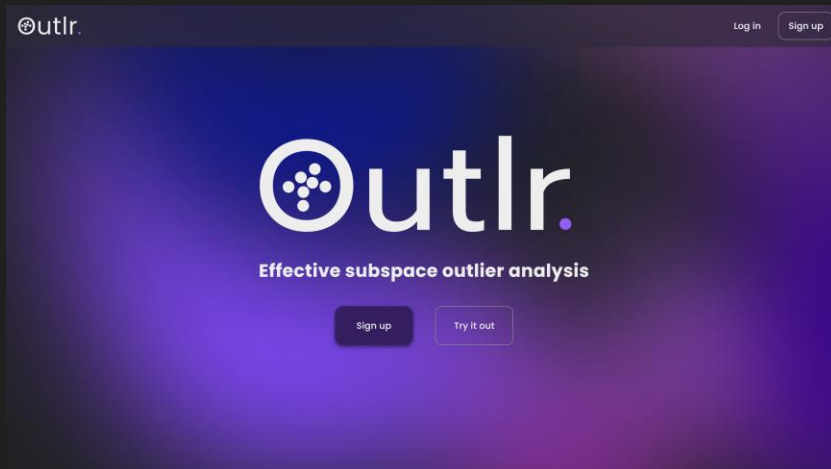 Outlr.
Log in
Sign up
Outlr.
Effective subspace outlier analysis
Sign up
Try it out